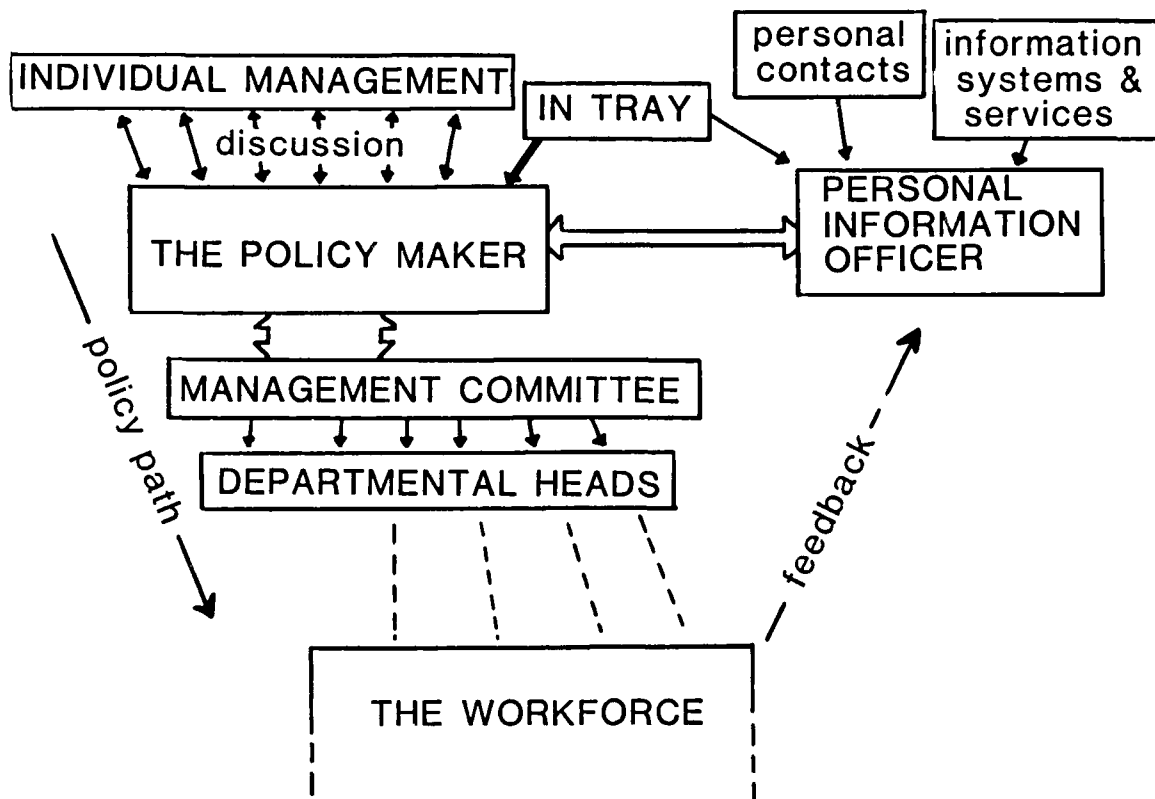 INDIVIDUAL MANAGEMENT
discussion
IN TRAY
personal
contacts
information
systems &
services
THE POLICY MAKER
PERSONAL
INFORMATION
OFFICER
policy path
MANAGEMENT COMMITTEE
DEPARTMENTAL HEADS
feedback
THE WORKFORCE